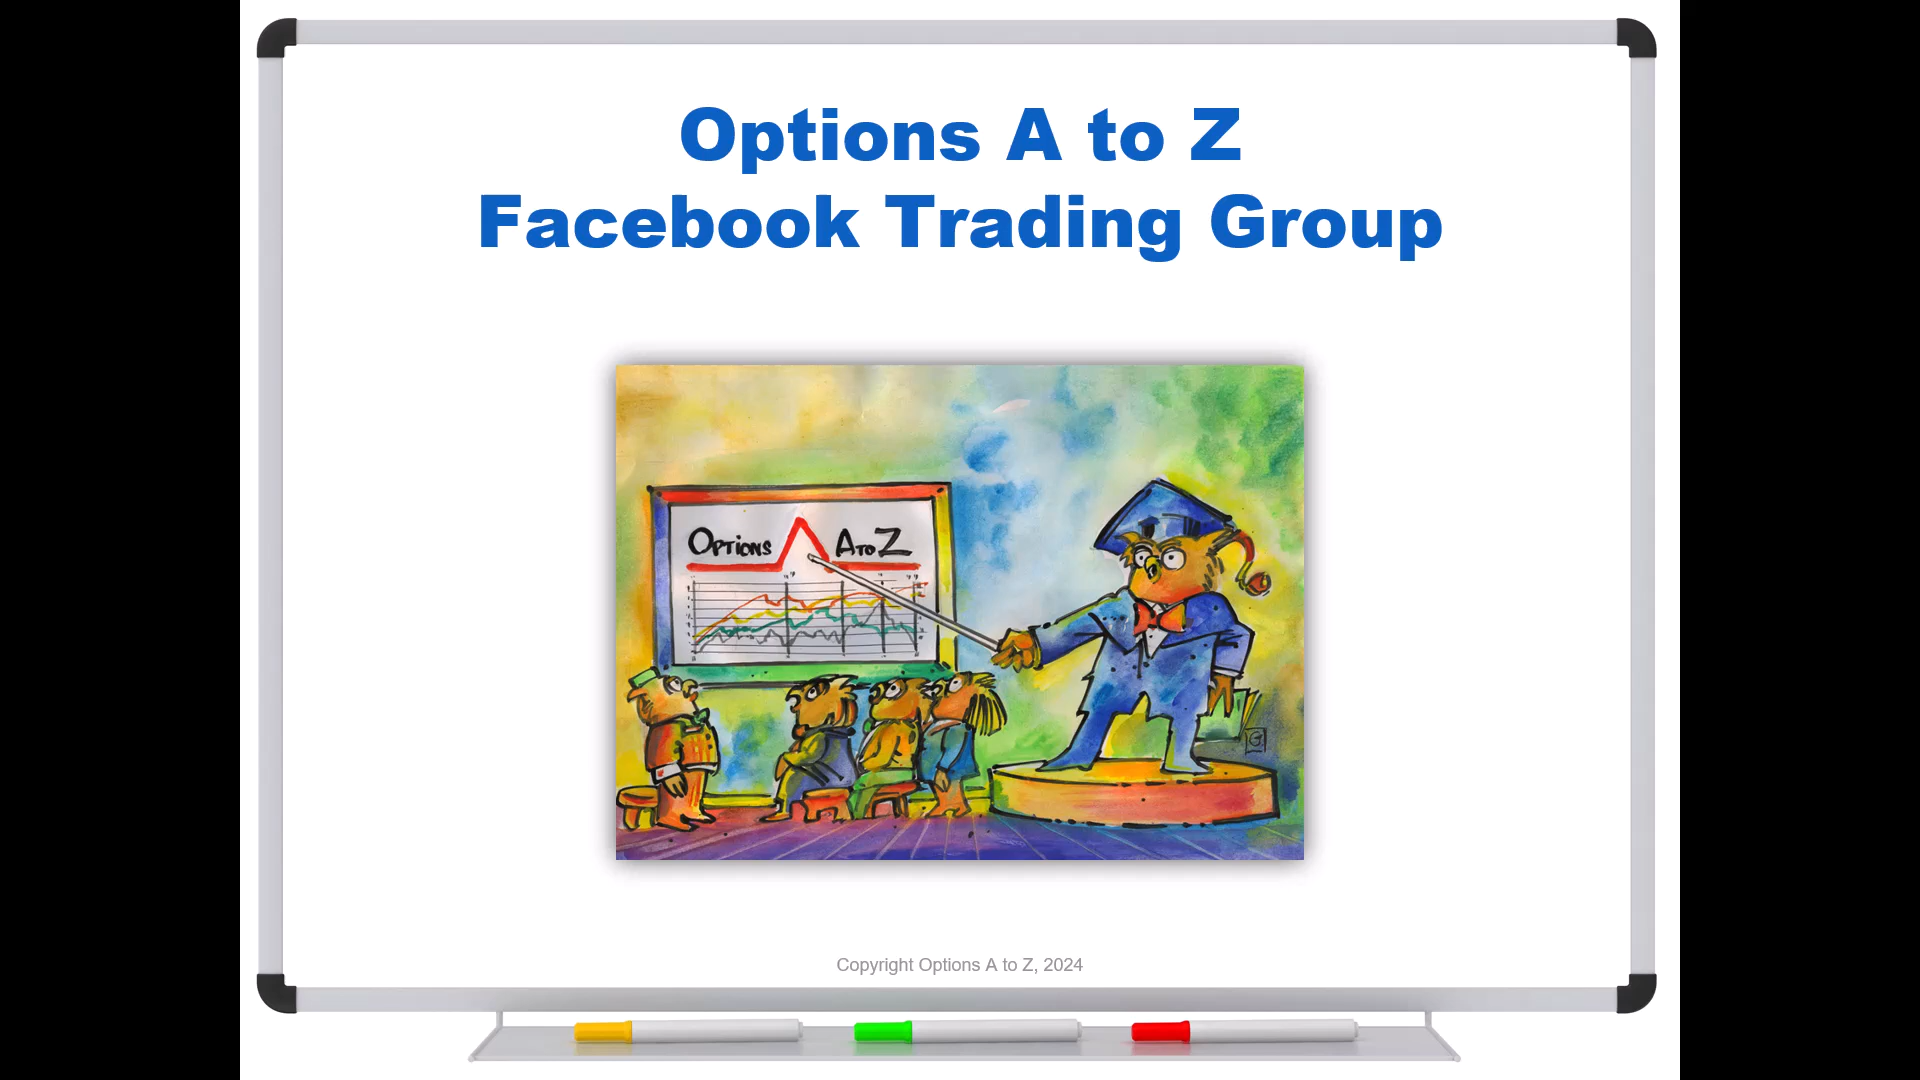 Options A to Z
Facebook Trading Group
Options A to Z
Copyright Options A to Z, 2024